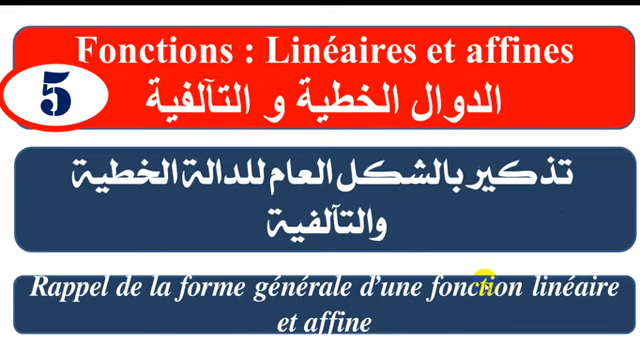 Fonctions : Linéaires et affines
5
الدوال الخطية و التآلفية
تذكير بالشكل العام للدالة الخطية
والتآلفية
Rappel de la forme générale d’une fonction linéaire
et affine